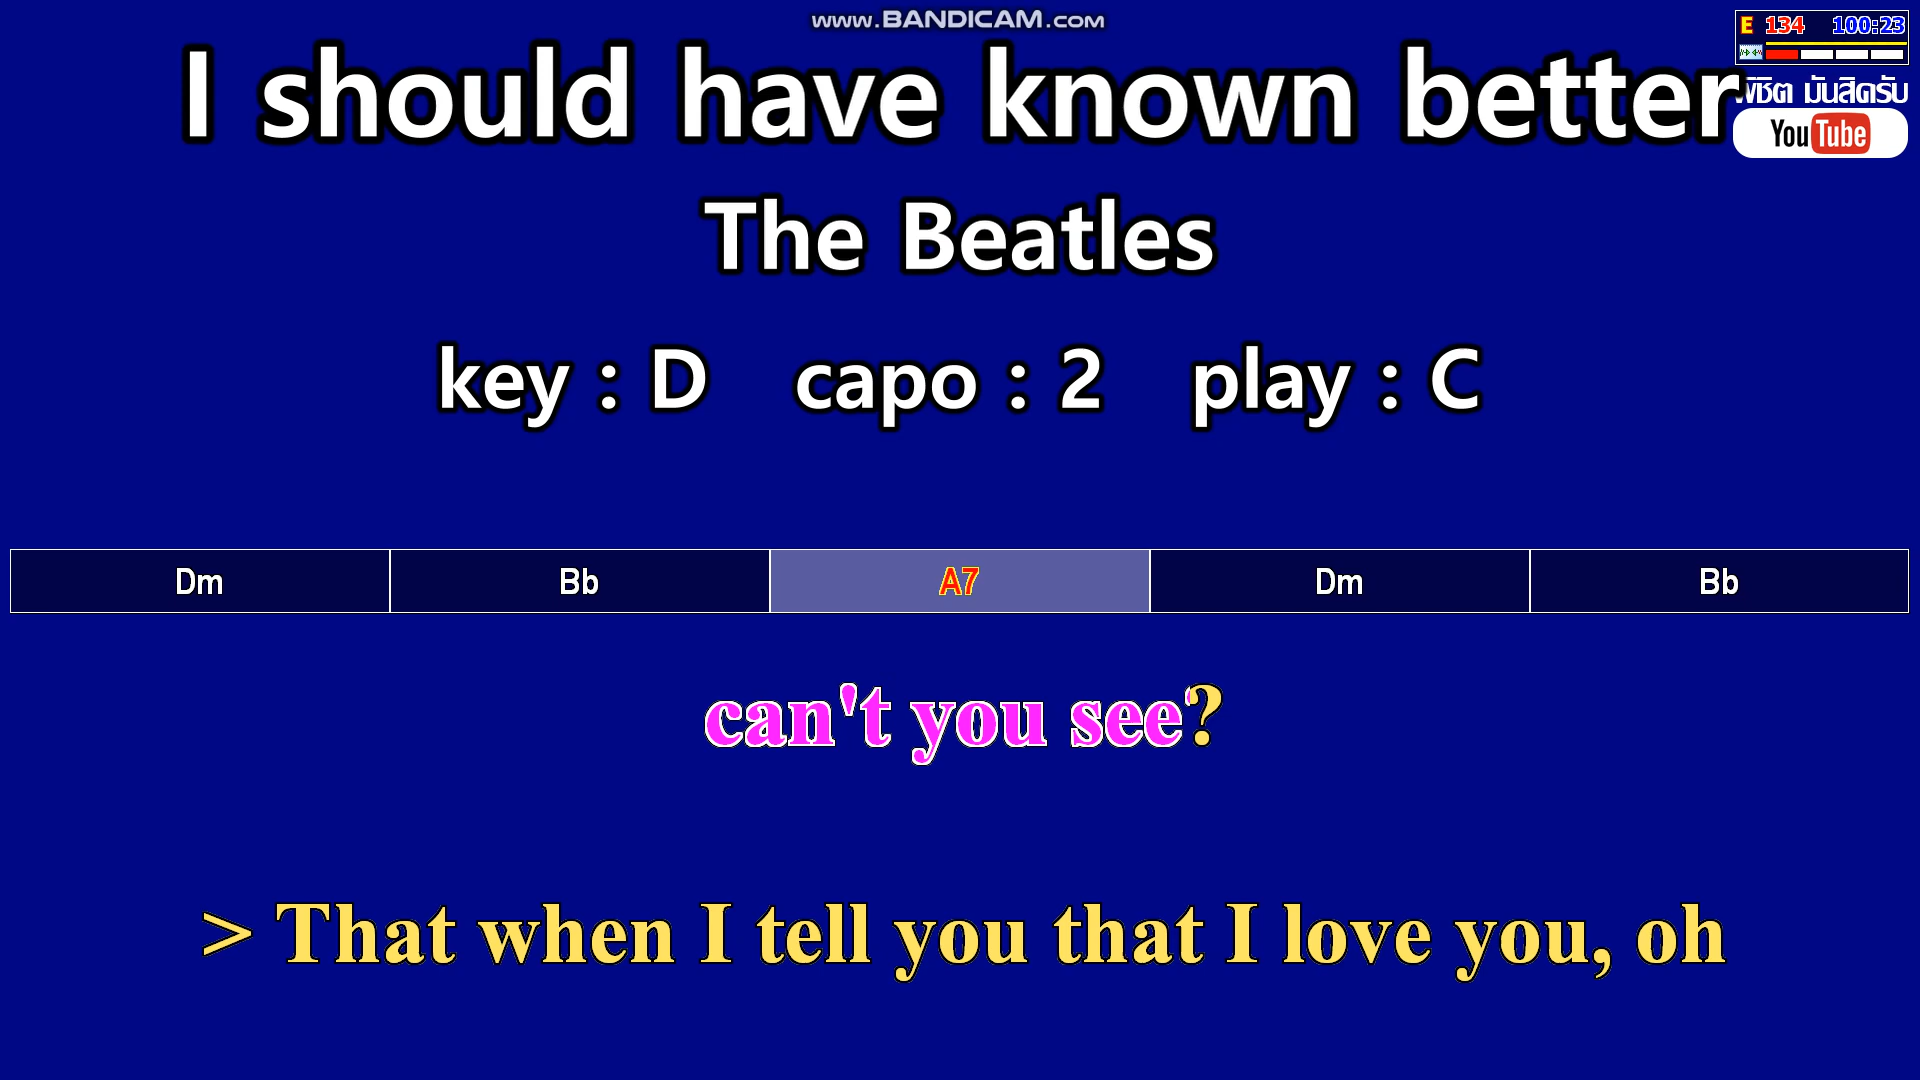 www.BANDICAM.com
E 134 100:23
I should have known better
พิชิต มันสิตรับ
YouTube
The Beatles
key : D capo : 2 play : C
Dm Bb A7 Dm Bb
can't you see?
> That when I tell you that I love you, oh